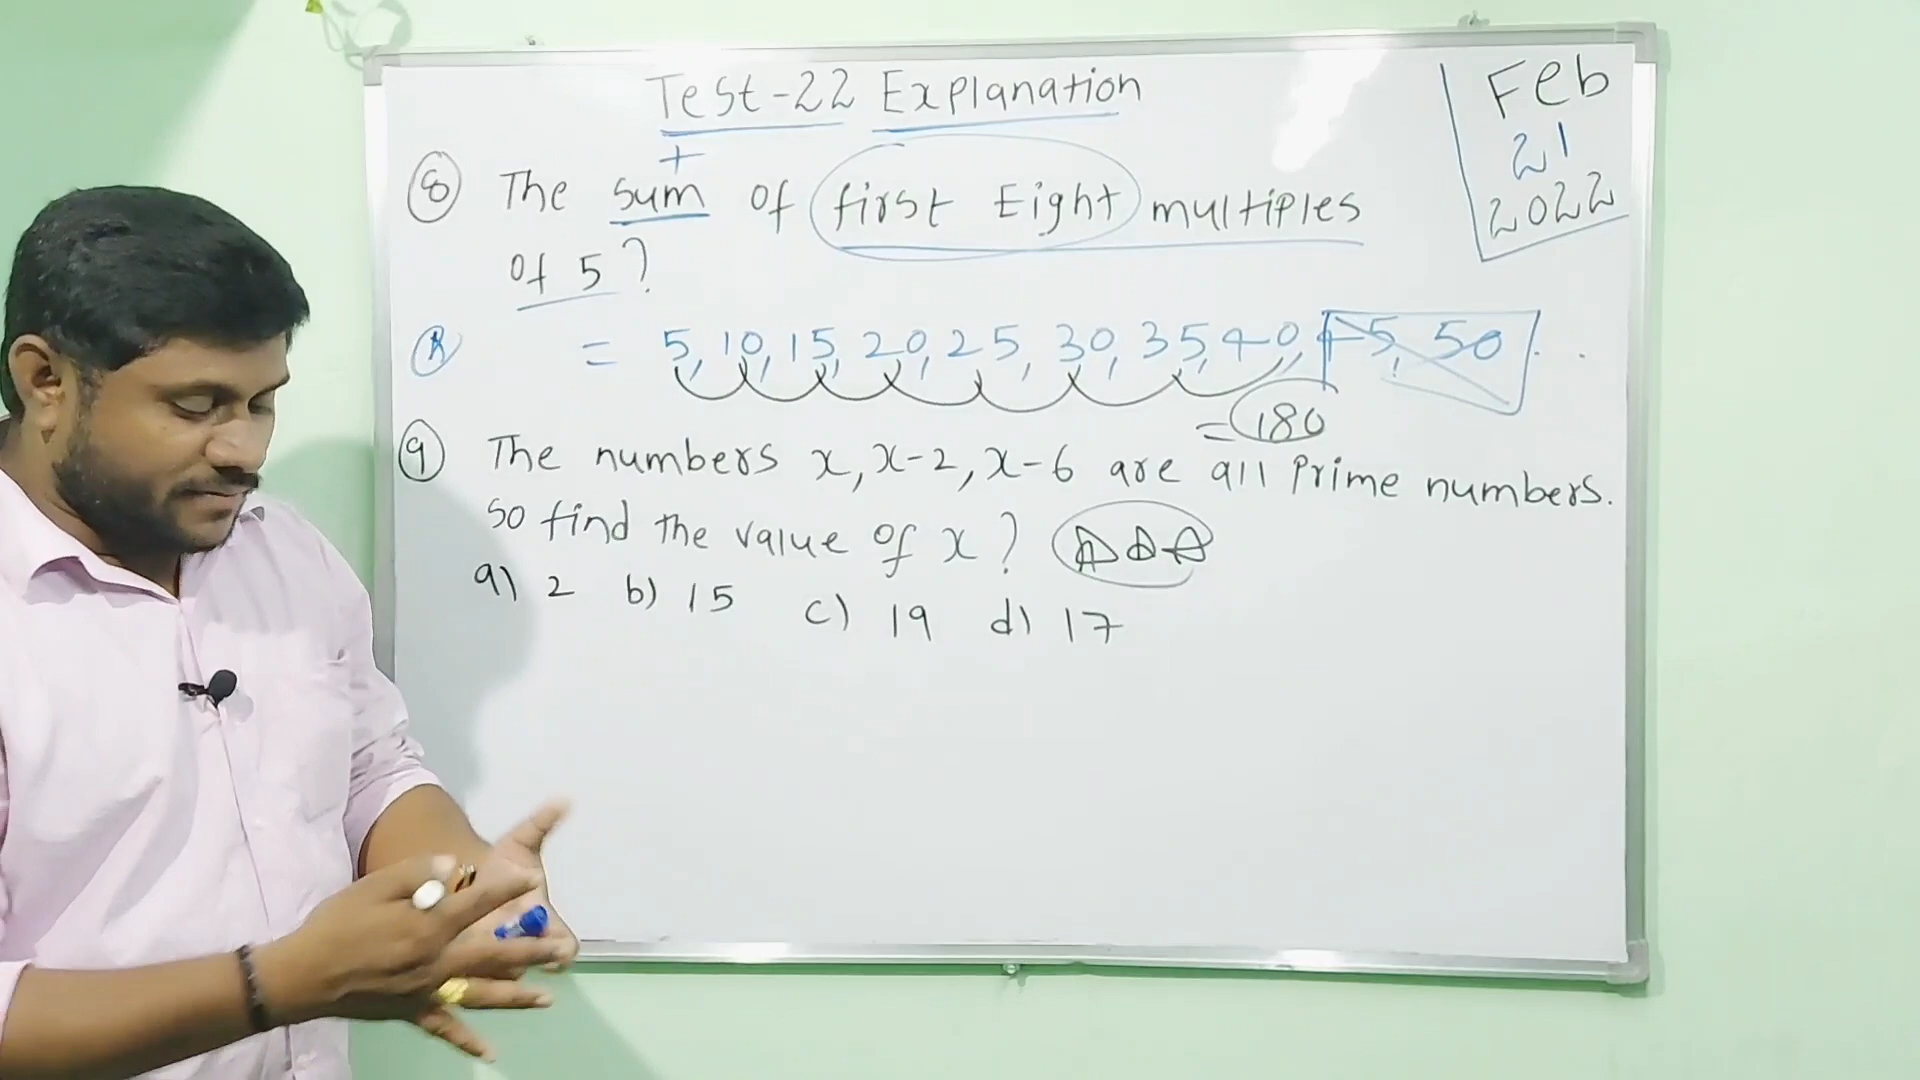 Test-22 Explanation
Feb
21
2022
+
8 The sum of first Eight multiples
of 5?
A = 5, 10, 15, 20, 25, 30, 35, 40, 45, 50 . .
= 180
9 The numbers x, x-2, x-6 are all prime numbers.
so find the value of x?
a) 2 b) 15 c) 19 d) 17